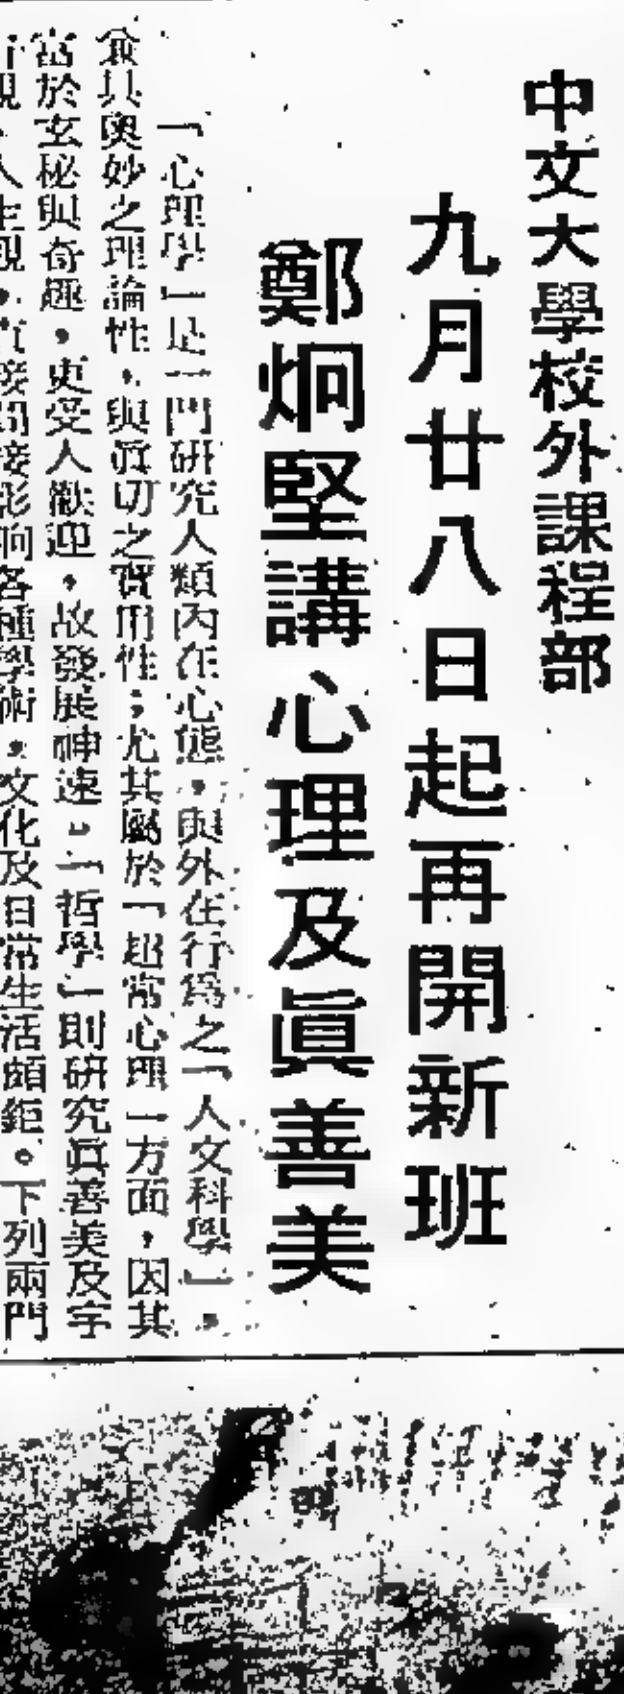 中文大學校外課程部
九月廿八日起再開新班
鄭炯堅講心理及眞善美
「心理學」是一門研究人類內在心態，與外在行爲之「人文科學」，
兼具奧妙之理論性，與眞切之實用性；尤其屬於「超常心理」方面，因其
富於玄秘與奇趣，更受人歡迎，故發展神速。「哲學」則研究眞善美及宇
宙觀、人生觀，直接間接影响各種學術，文化及日常生活頗鉅。下列兩門